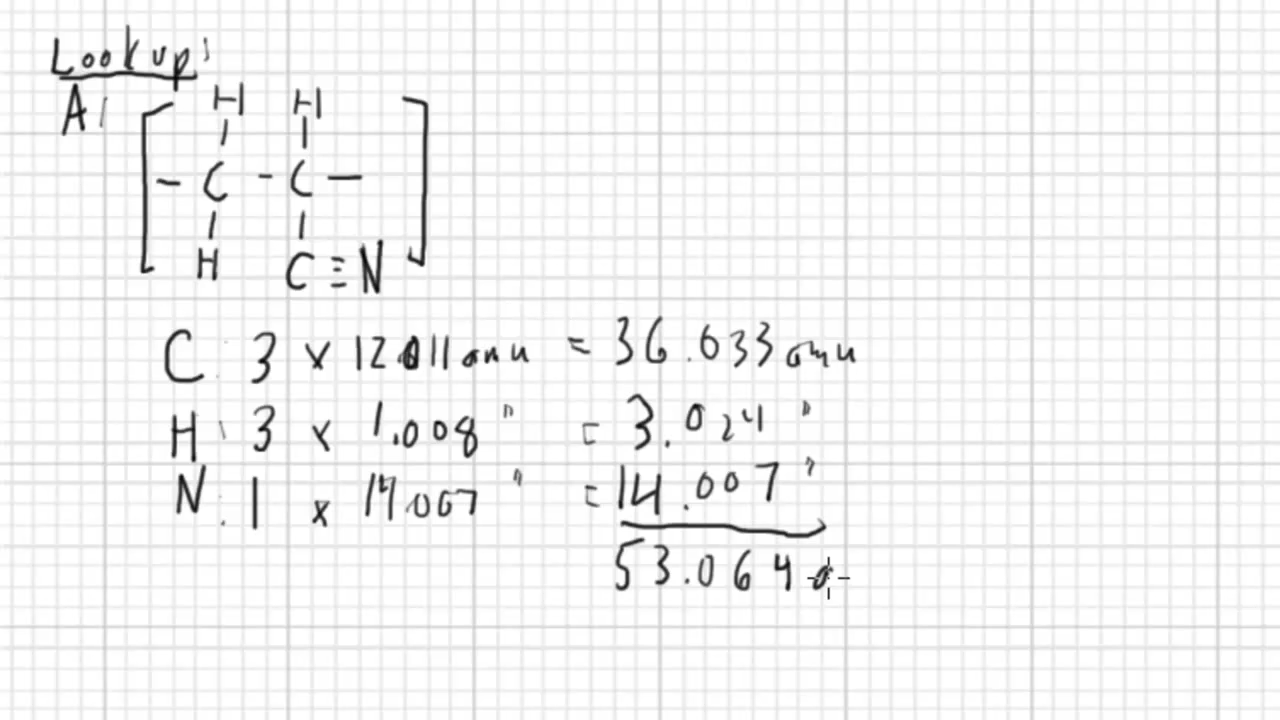 Lookup:
A:
H H
- C - C -
H C≡N
C: 3 x 12.011 amu = 36.033 amu
H: 3 x 1.008 " = 3.024 "
N: 1 x 14.007 " = 14.007 "
53.064 a